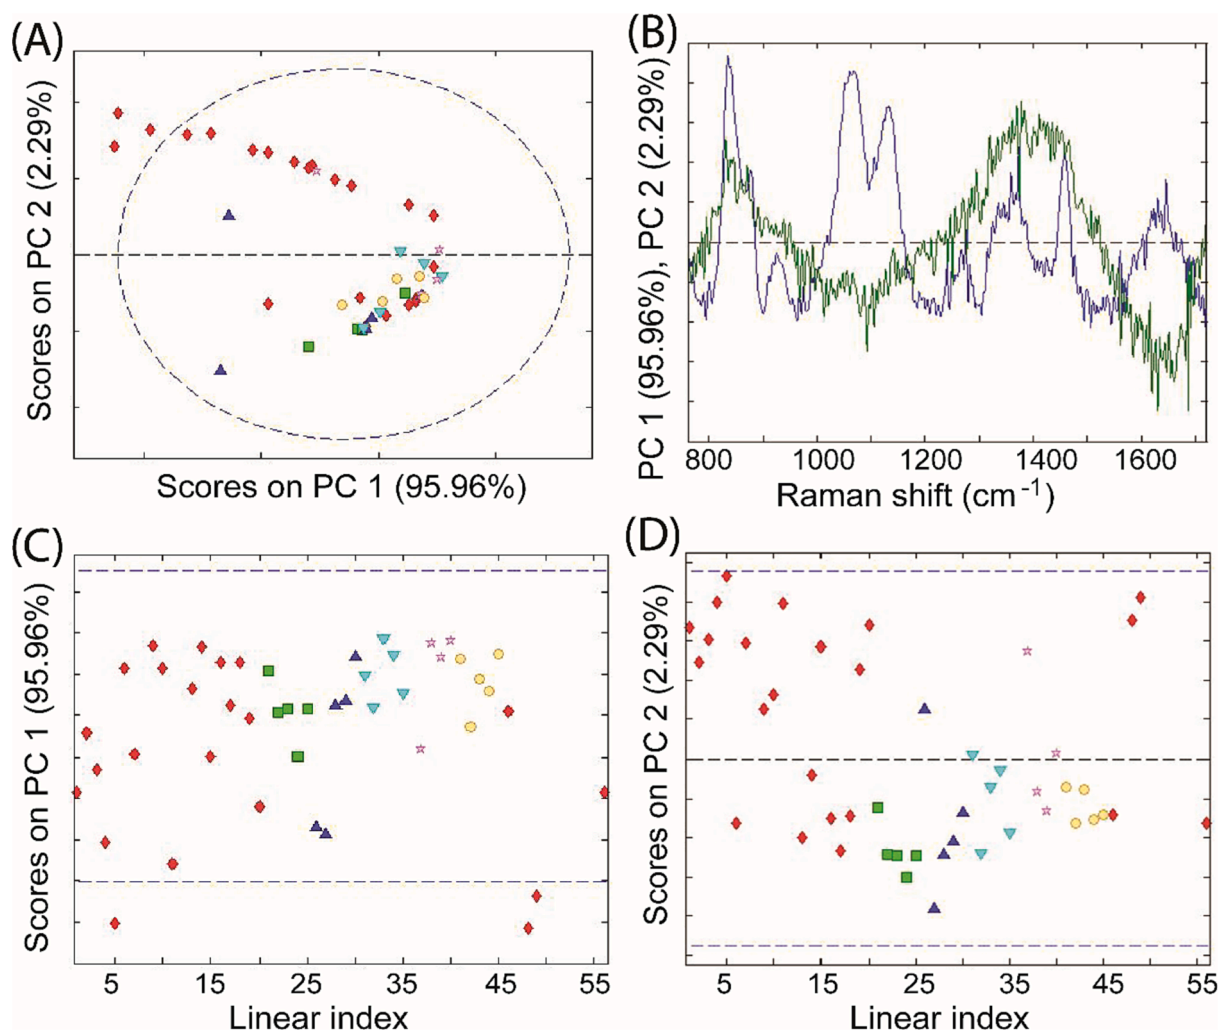 (A)
Scores on PC 2 (2.29%)
Scores on PC 1 (95.96%)
(B)
PC 1 (95.96%), PC 2 (2.29%)
800 1000 1200 1400 1600
Raman shift (cm-1)
(C)
Scores on PC 1 (95.96%)
5 15 25 35 45 55
Linear index
(D)
Scores on PC 2 (2.29%)
5 15 25 35 45 55
Linear index